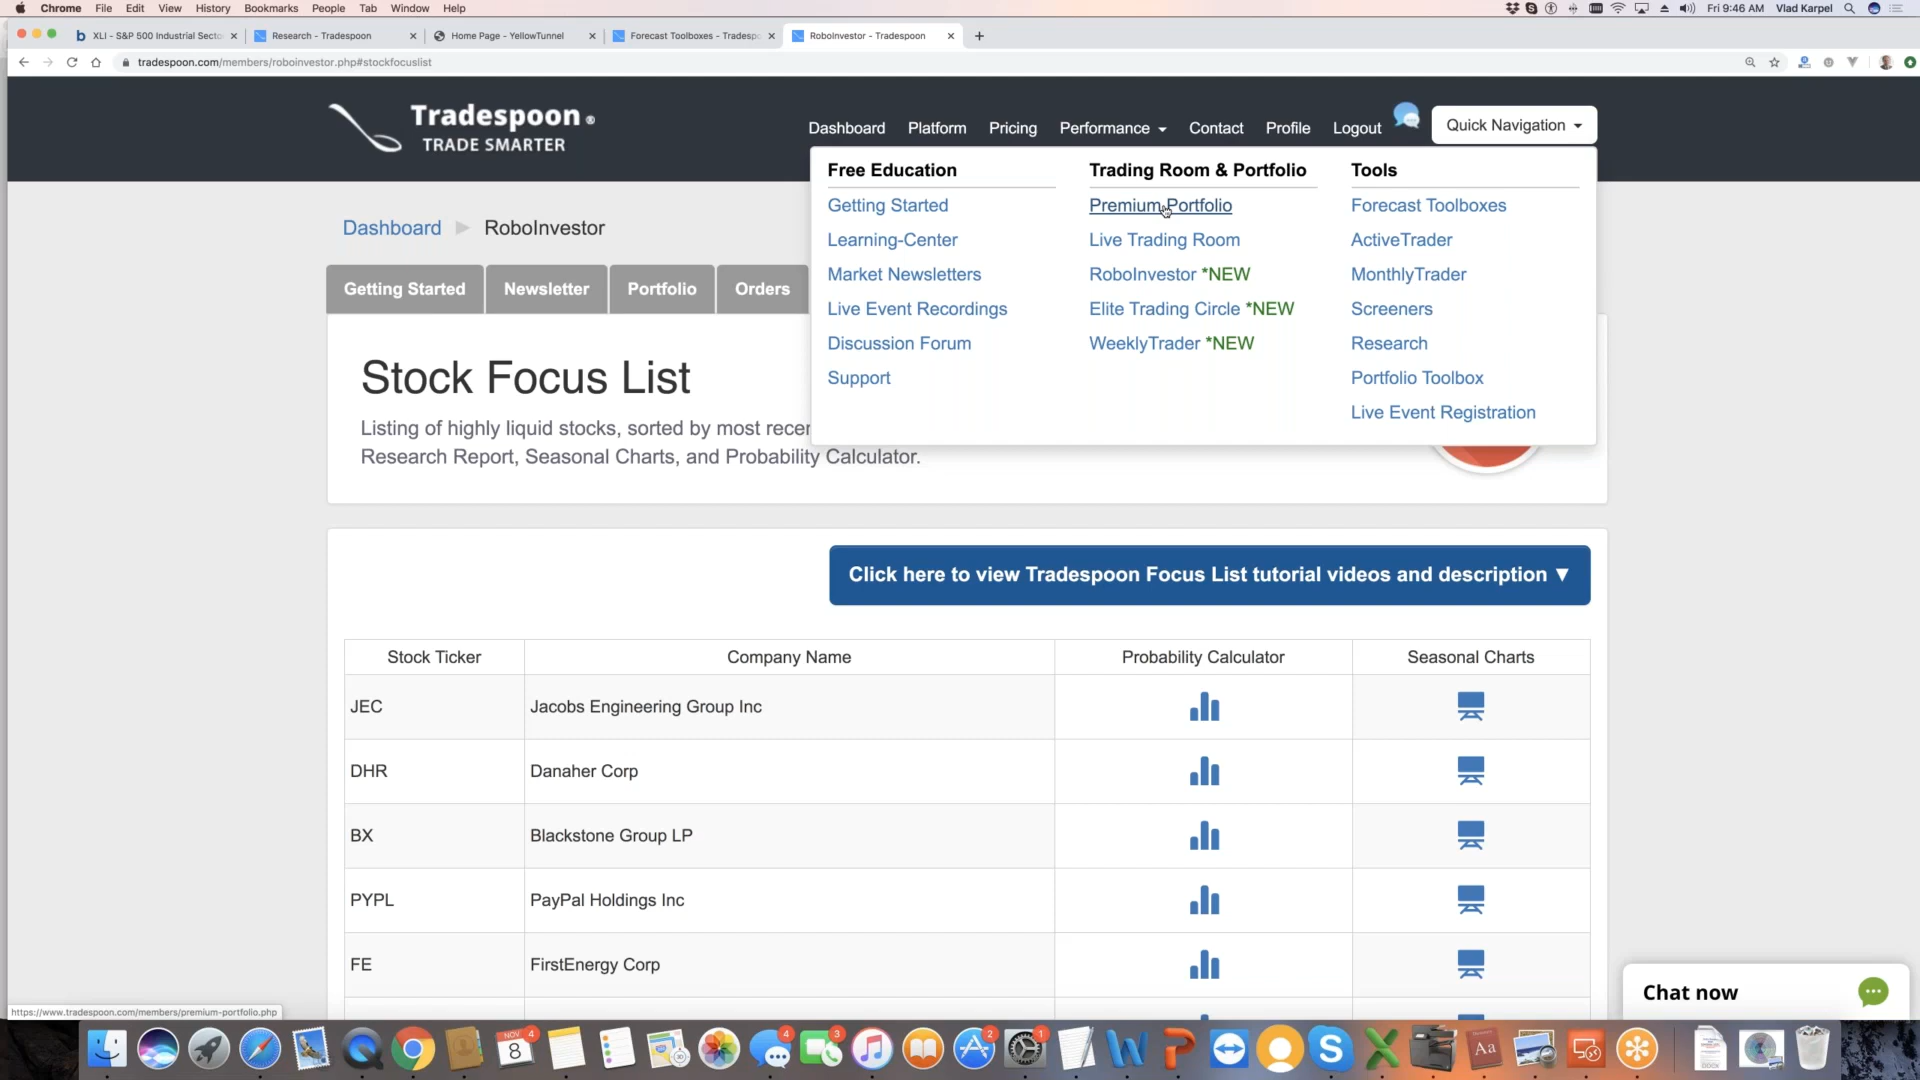 Chrome File Edit View History Bookmarks People Tab Window Help Fri 9:46 AM Vlad Karpel
XLI - S&P 500 Industrial Secto Research - Tradespoon Home Page - YellowTunnel Forecast Toolboxes - Tradespo RoboInvestor - Tradespoon
tradespoon.com/members/roboinvestor.php#stockfocuslist
Tradespoon®
TRADE SMARTER
Dashboard Platform Pricing Performance Contact Profile Logout Quick Navigation
Free Education Trading Room & Portfolio Tools
Getting Started Premium Portfolio Forecast Toolboxes
Learning-Center Live Trading Room ActiveTrader
Market Newsletters RoboInvestor *NEW MonthlyTrader
Live Event Recordings Elite Trading Circle *NEW Screeners
Discussion Forum WeeklyTrader *NEW Research
Support Portfolio Toolbox
Live Event Registration
Dashboard RoboInvestor
Getting Started Newsletter Portfolio Orders
Stock Focus List
Listing of highly liquid stocks, sorted by most recer
Research Report, Seasonal Charts, and Probability Calculator.
Click here to view Tradespoon Focus List tutorial videos and description ▼
Stock Ticker Company Name Probability Calculator Seasonal Charts
JEC Jacobs Engineering Group Inc
DHR Danaher Corp
BX Blackstone Group LP
PYPL PayPal Holdings Inc
FE FirstEnergy Corp
Chat now
https://www.tradespoon.com/members/premium-portfolio.php
NOV 8 4 4 3 2 1